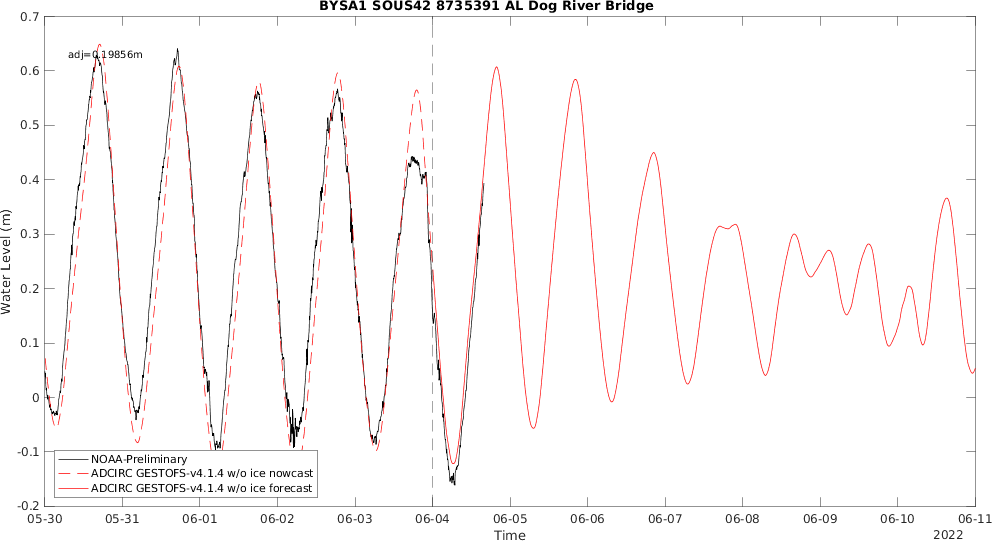 BYSA1 SOUS42 8735391 AL Dog River Bridge
0.7
adj=0.19856m
0.6
0.5
0.4
0.3
0.2
0.1
0
-0.1
-0.2
Water Level (m)
NOAA-Preliminary
ADCIRC GESTOFS-v4.1.4 w/o ice nowcast
ADCIRC GESTOFS-v4.1.4 w/o ice forecast
05-30 05-31 06-01 06-02 06-03 06-04 06-05 06-06 06-07 06-08 06-09 06-10 06-11
Time
2022